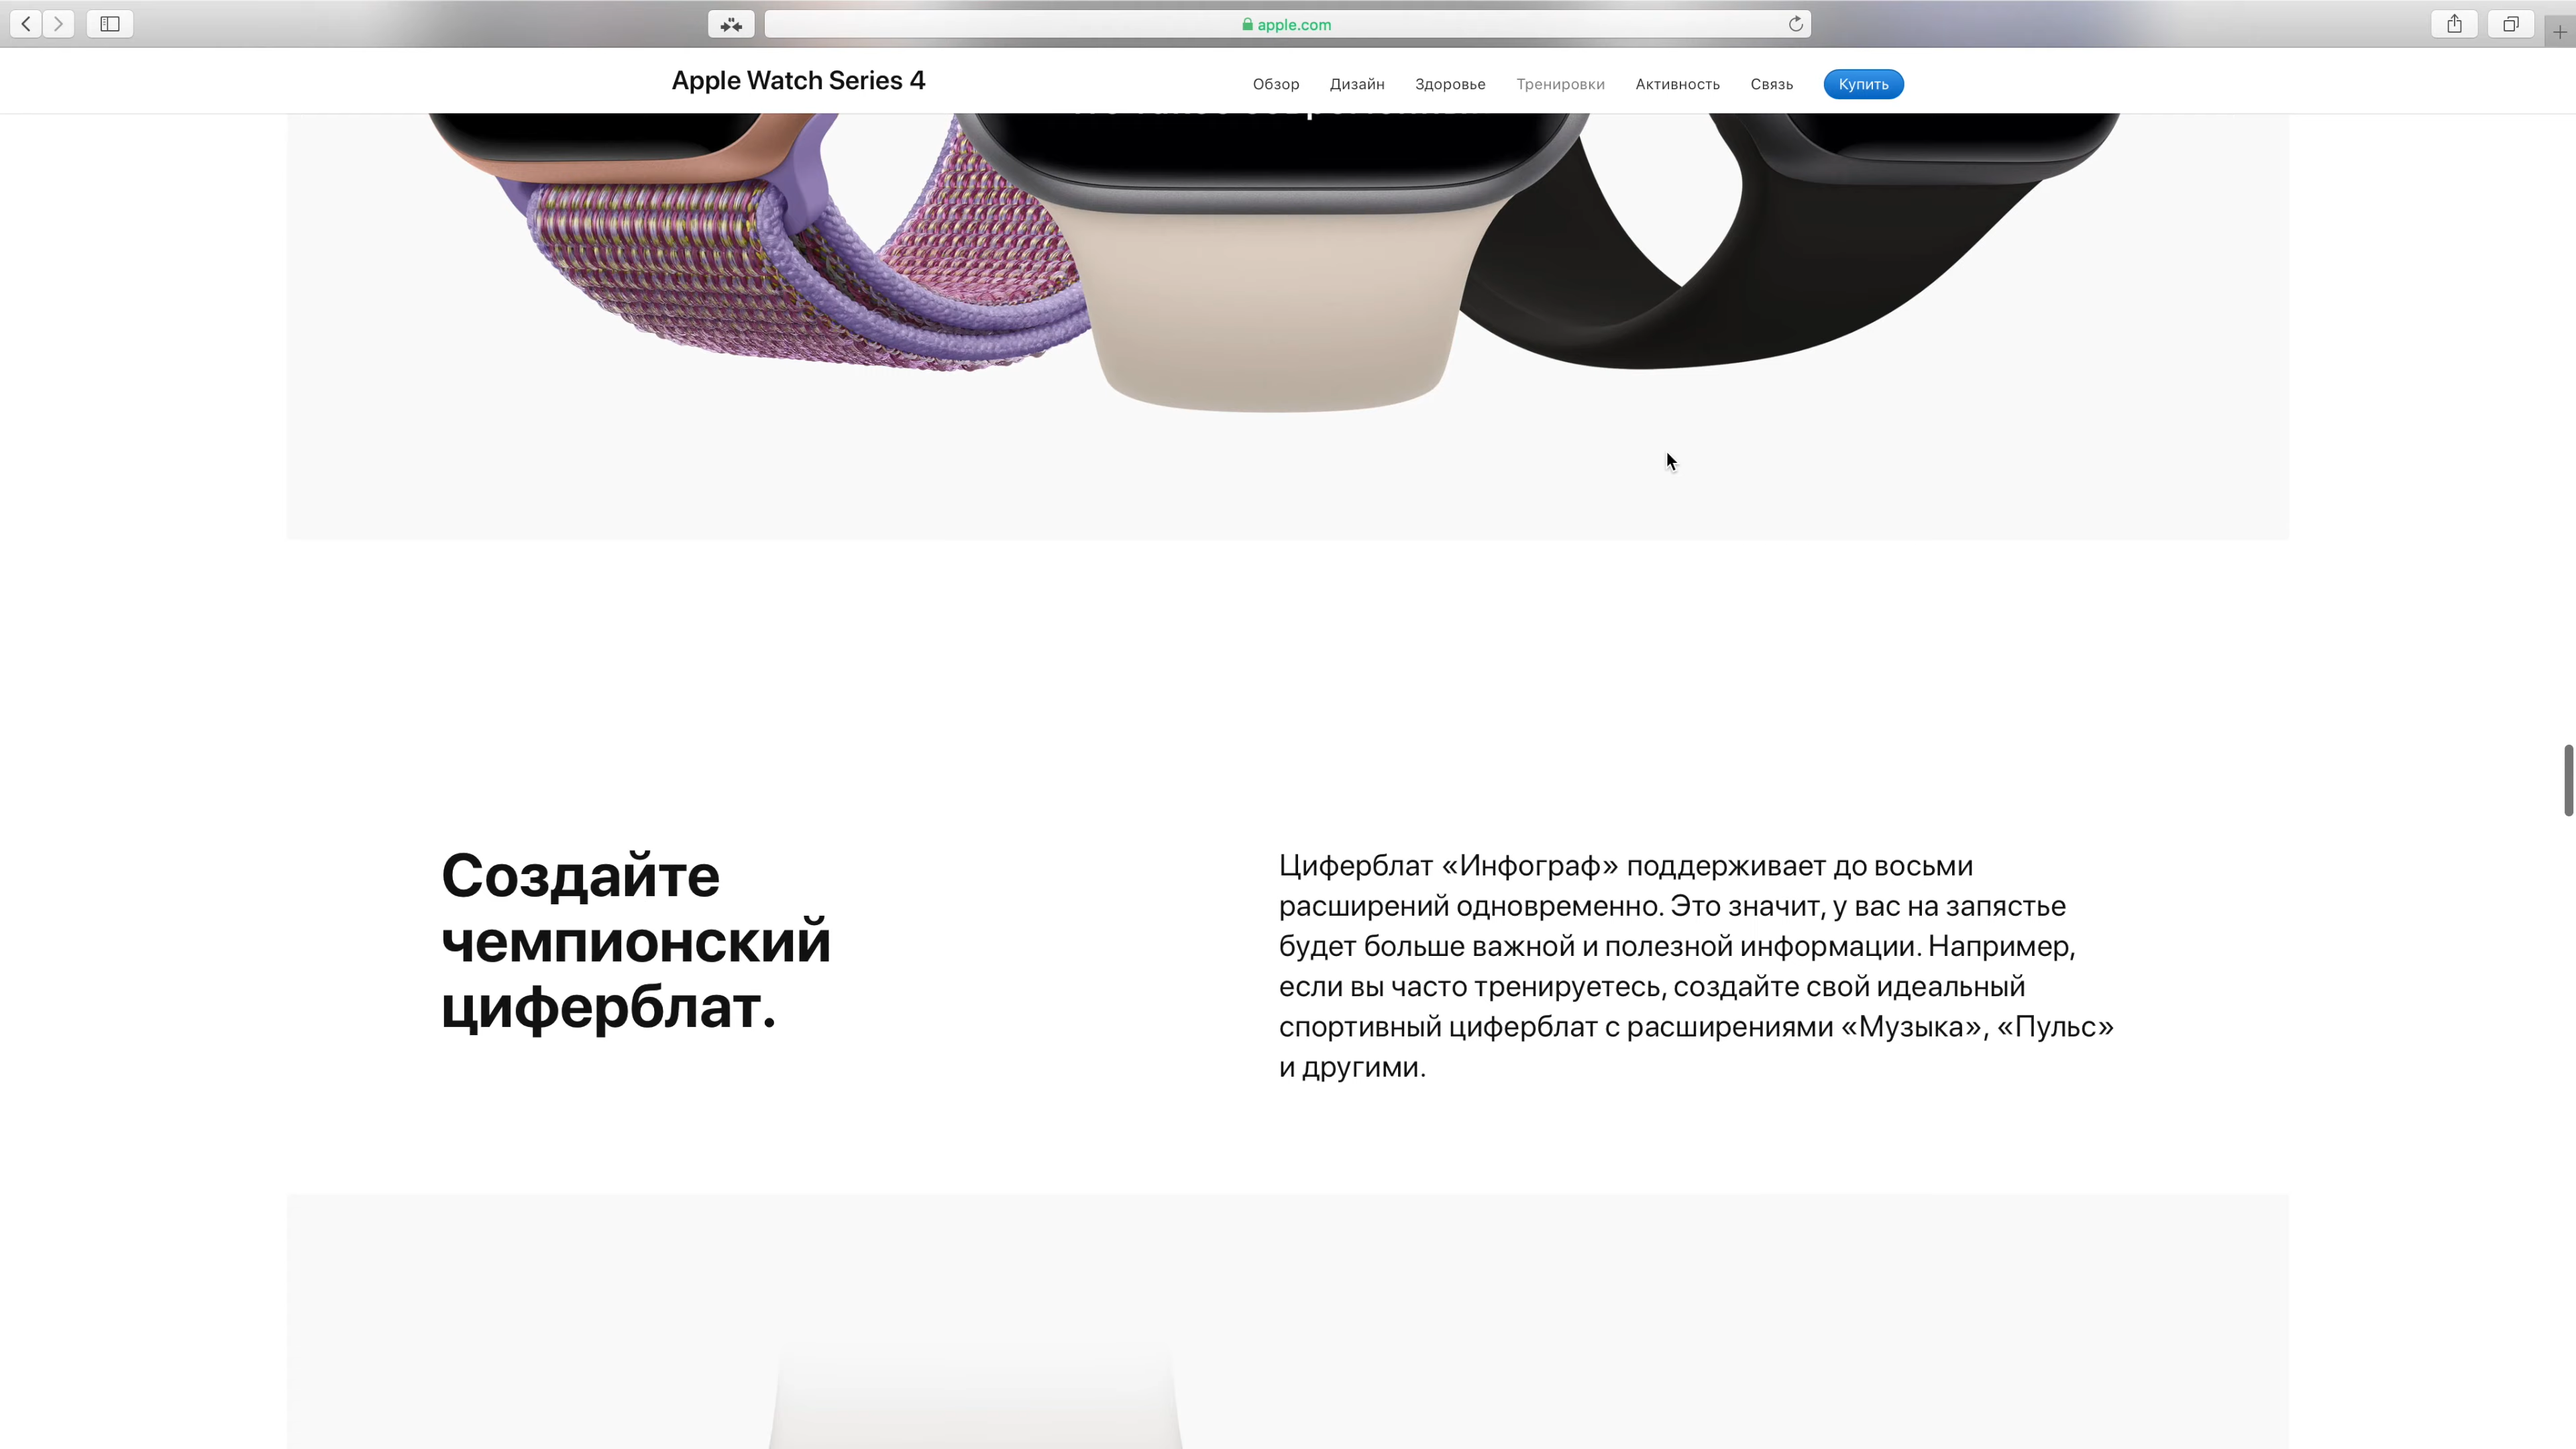 apple.com
Apple Watch Series 4
Обзор Дизайн Здоровье Тренировки Активность Связь Купить
Создайте
чемпионский
циферблат.
Циферблат «Инфограф» поддерживает до восьми
расширений одновременно. Это значит, у вас на запястье
будет больше важной и полезной информации. Например,
если вы часто тренируетесь, создайте свой идеальный
спортивный циферблат с расширениями «Музыка», «Пульс»
и другими.